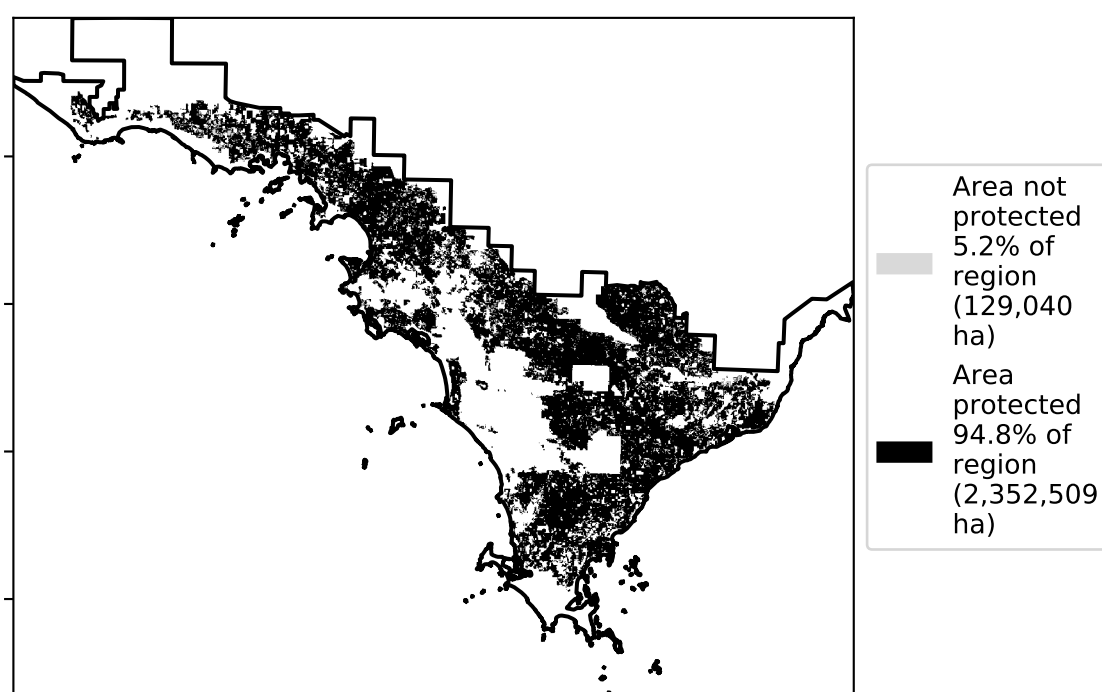 Area not
protected
5.2% of
region
(129,040
ha)
Area
protected
94.8% of
region
(2,352,509
ha)